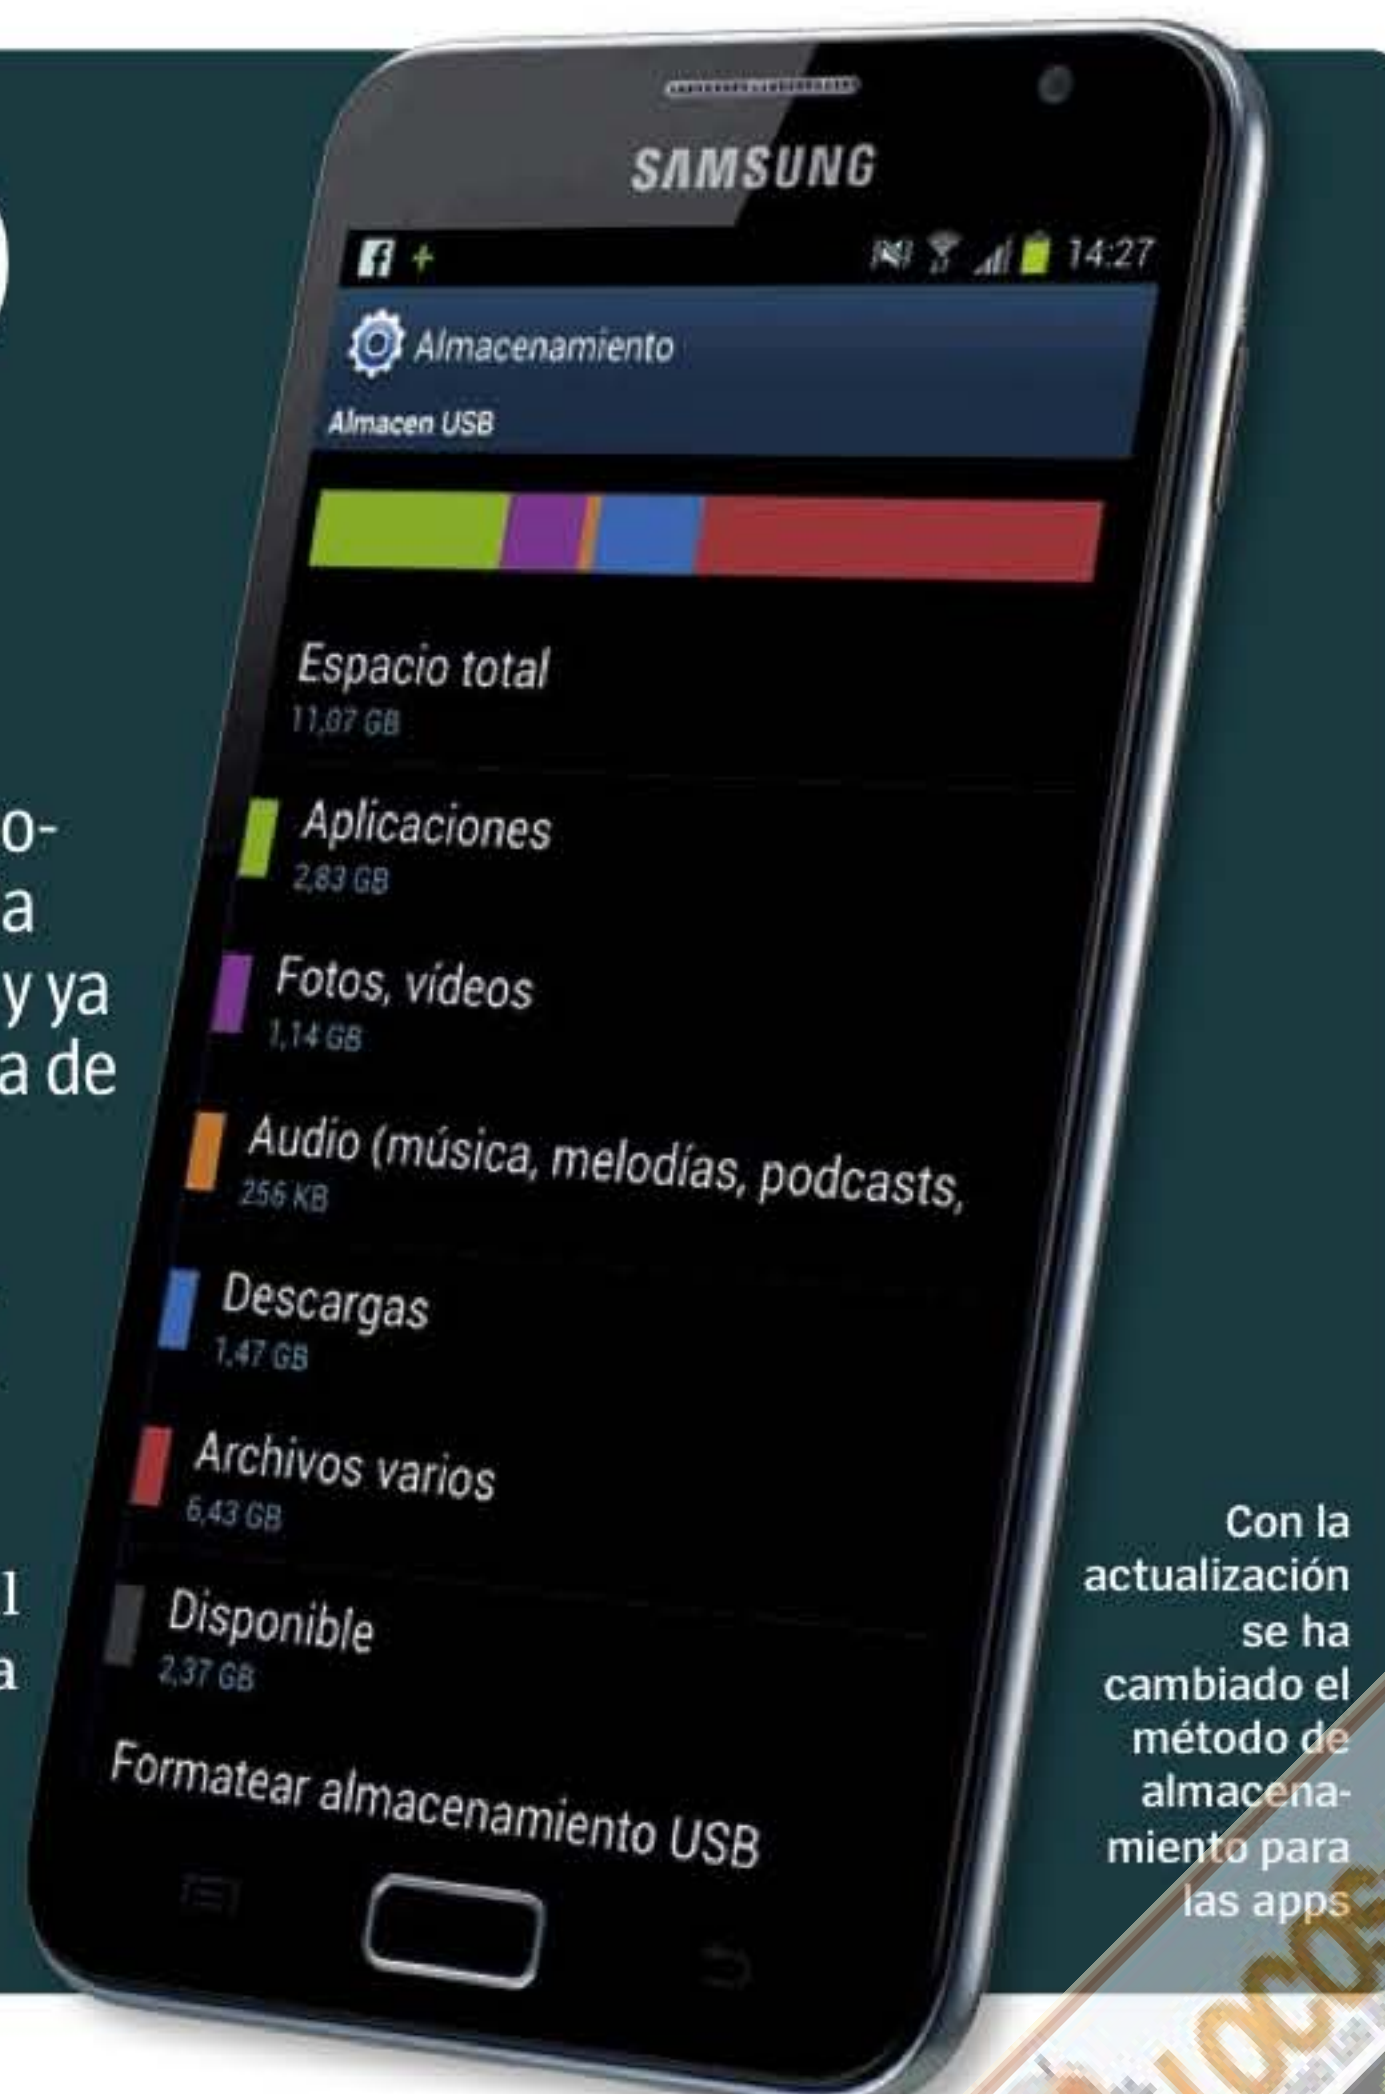 SAMSUNG
14:27
Almacenamiento
Almacen USB
Espacio total
11,07 GB
Aplicaciones
2,83 GB
Fotos, vídeos
1,14 GB
Audio (música, melodías, podcasts,
256 KB
Descargas
1,47 GB
Archivos varios
6,43 GB
Disponible
2,37 GB
Formatear almacenamiento USB
o-
a
y ya
a de
l
a
Con la
actualización
se ha
cambiado el
método de
almacena-
miento para
las apps
LOCOS